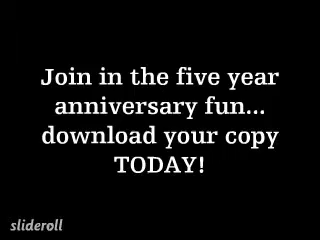 Join in the five year
anniversary fun...
download your copy
TODAY!
slideroll